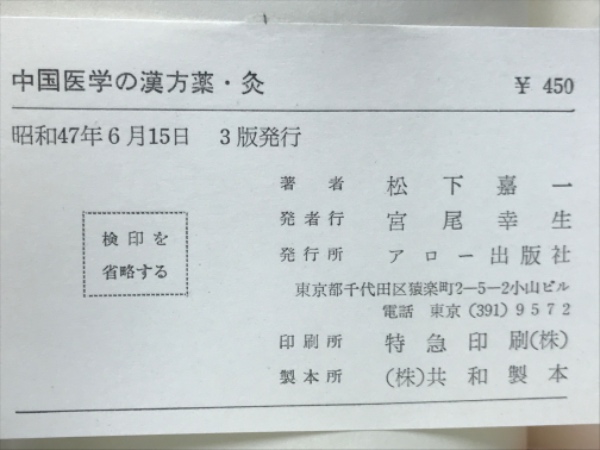 中国医学の漢方薬・灸 ￥450
昭和47年6月15日 3版発行
検印を
省略する
著者 松下嘉一
発者行 宮尾幸生
発行所 アロー出版社
東京都千代田区猿楽町2―5―2小山ビル
電話 東京(391)9572
印刷所 特急印刷(株)
製本所 (株)共和製本